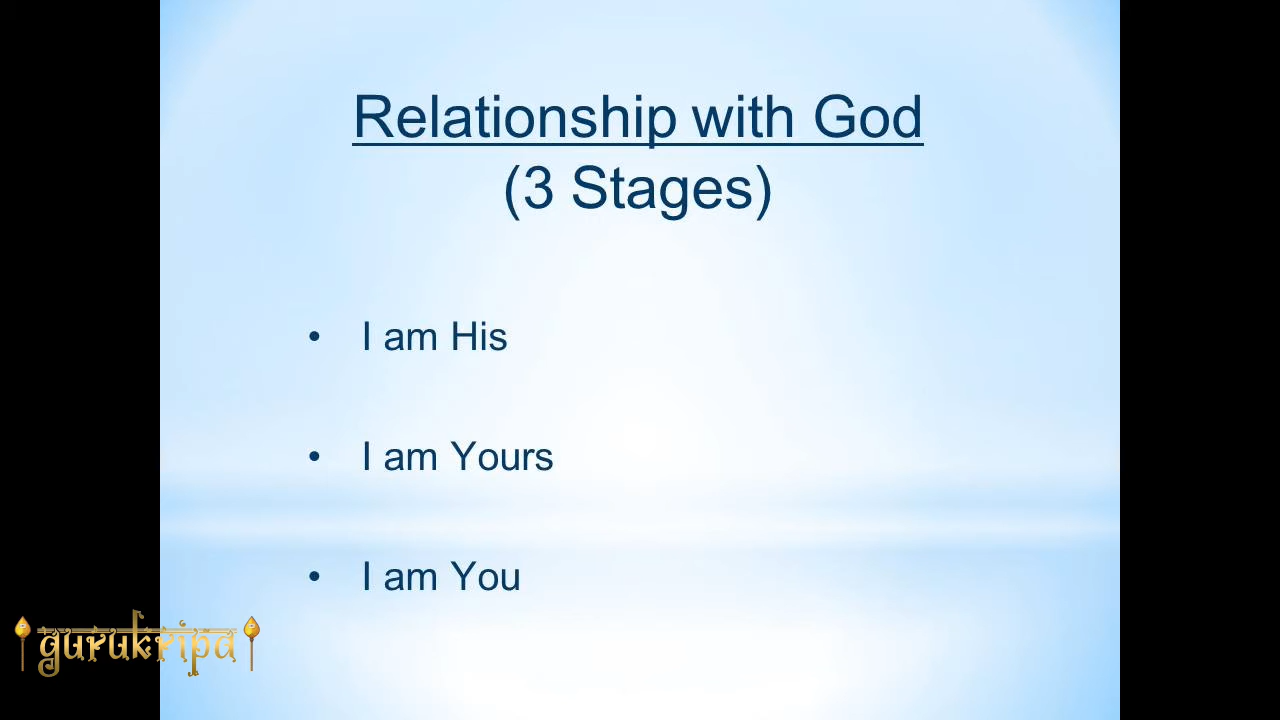 Relationship with God
(3 Stages)
• I am His
• I am Yours
• I am You
gurukripa